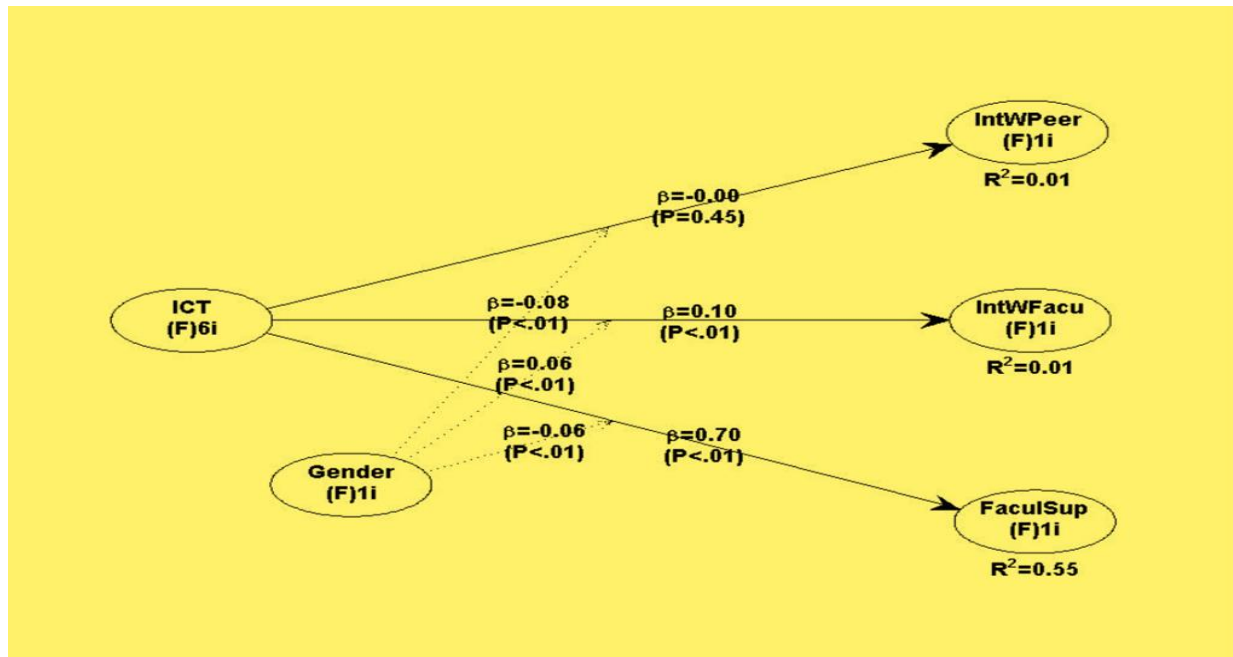 IntWPeer
(F)1i
R²=0.01
β=-0.00
(P=0.45)
ICT
(F)6i
β=-0.08
(P<.01)
β=0.10
(P<.01)
IntWFacu
(F)1i
R²=0.01
β=0.06
(P<.01)
β=-0.06
(P<.01)
β=0.70
(P<.01)
Gender
(F)1i
FaculSup
(F)1i
R²=0.55